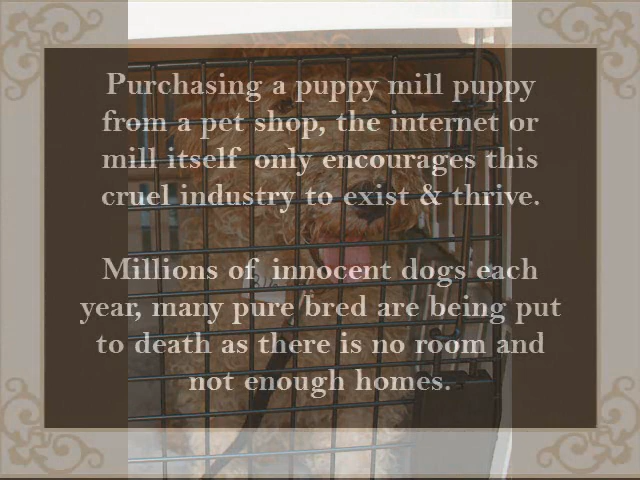 Purchasing a puppy mill puppy
from a pet shop, the internet or
mill itself only encourages this
cruel industry to exist & thrive.
Millions of innocent dogs each
year, many pure bred are being put
to death as there is no room and
not enough homes.